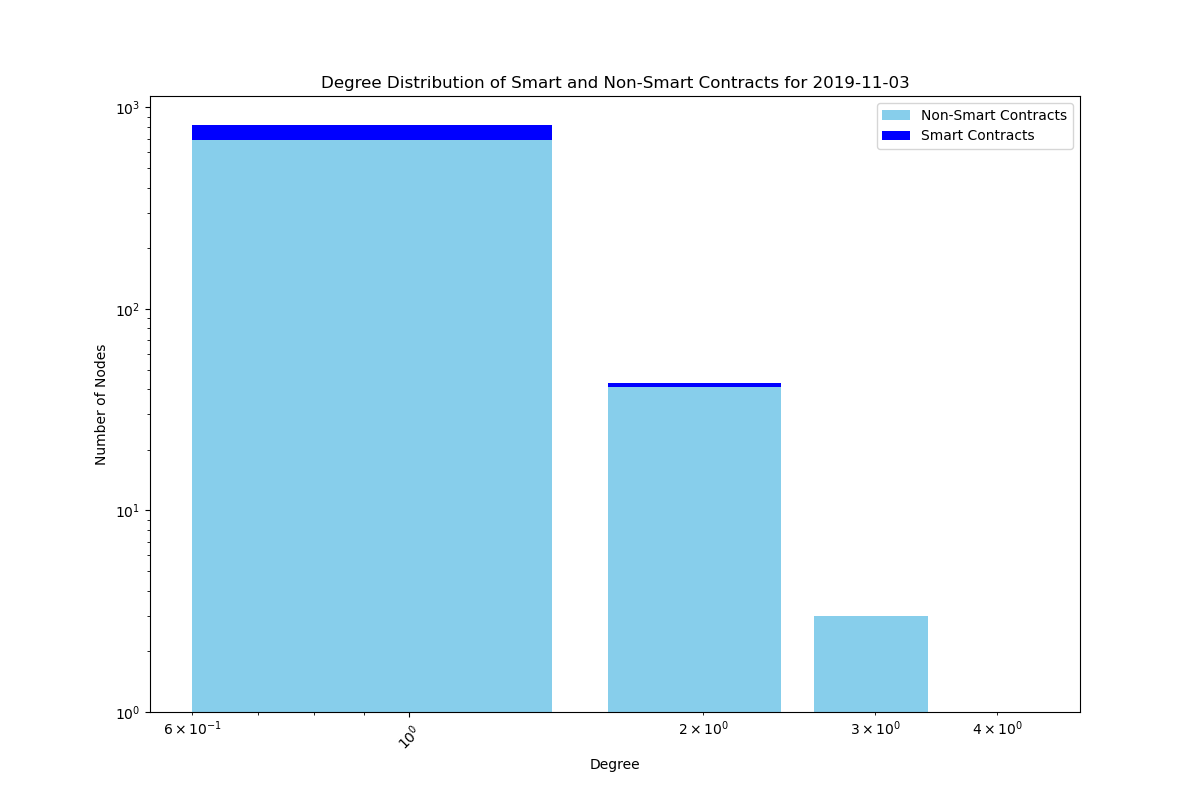 Degree Distribution of Smart and Non-Smart Contracts for 2019-11-03
Non-Smart Contracts
Smart Contracts
Number of Nodes
10³
10²
10¹
10⁰
6 × 10⁻¹
10⁰
2 × 10⁰
3 × 10⁰
4 × 10⁰
Degree